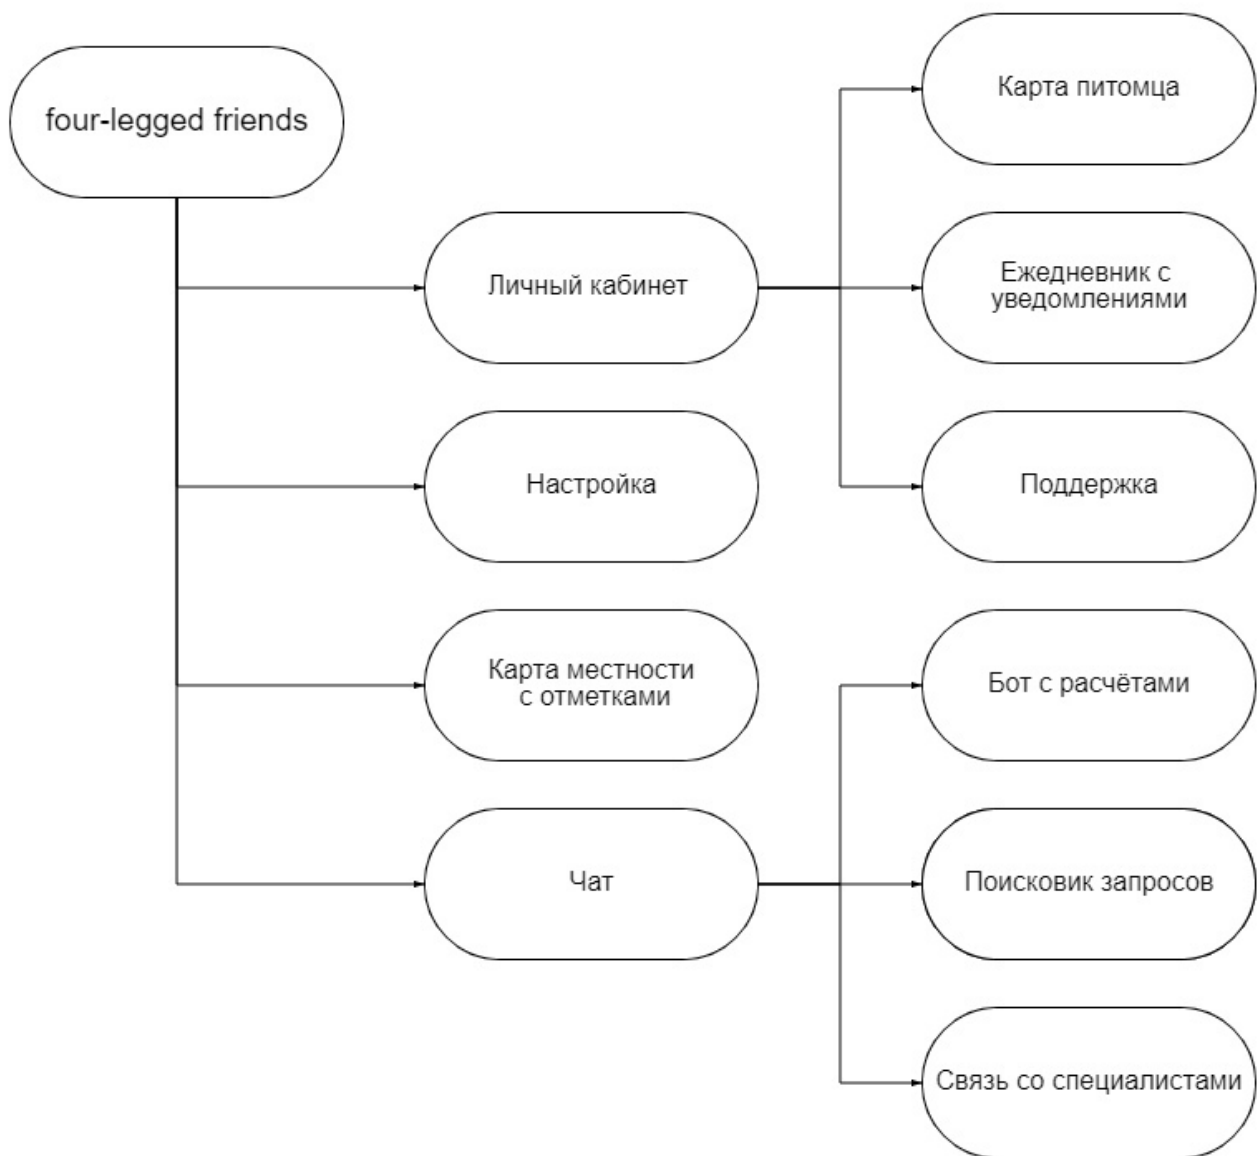 four-legged friends
Карта питомца
Личный кабинет
Ежедневник с
уведомлениями
Настройка
Поддержка
Карта местности
с отметками
Бот с расчётами
Чат
Поисковик запросов
Связь со специалистами